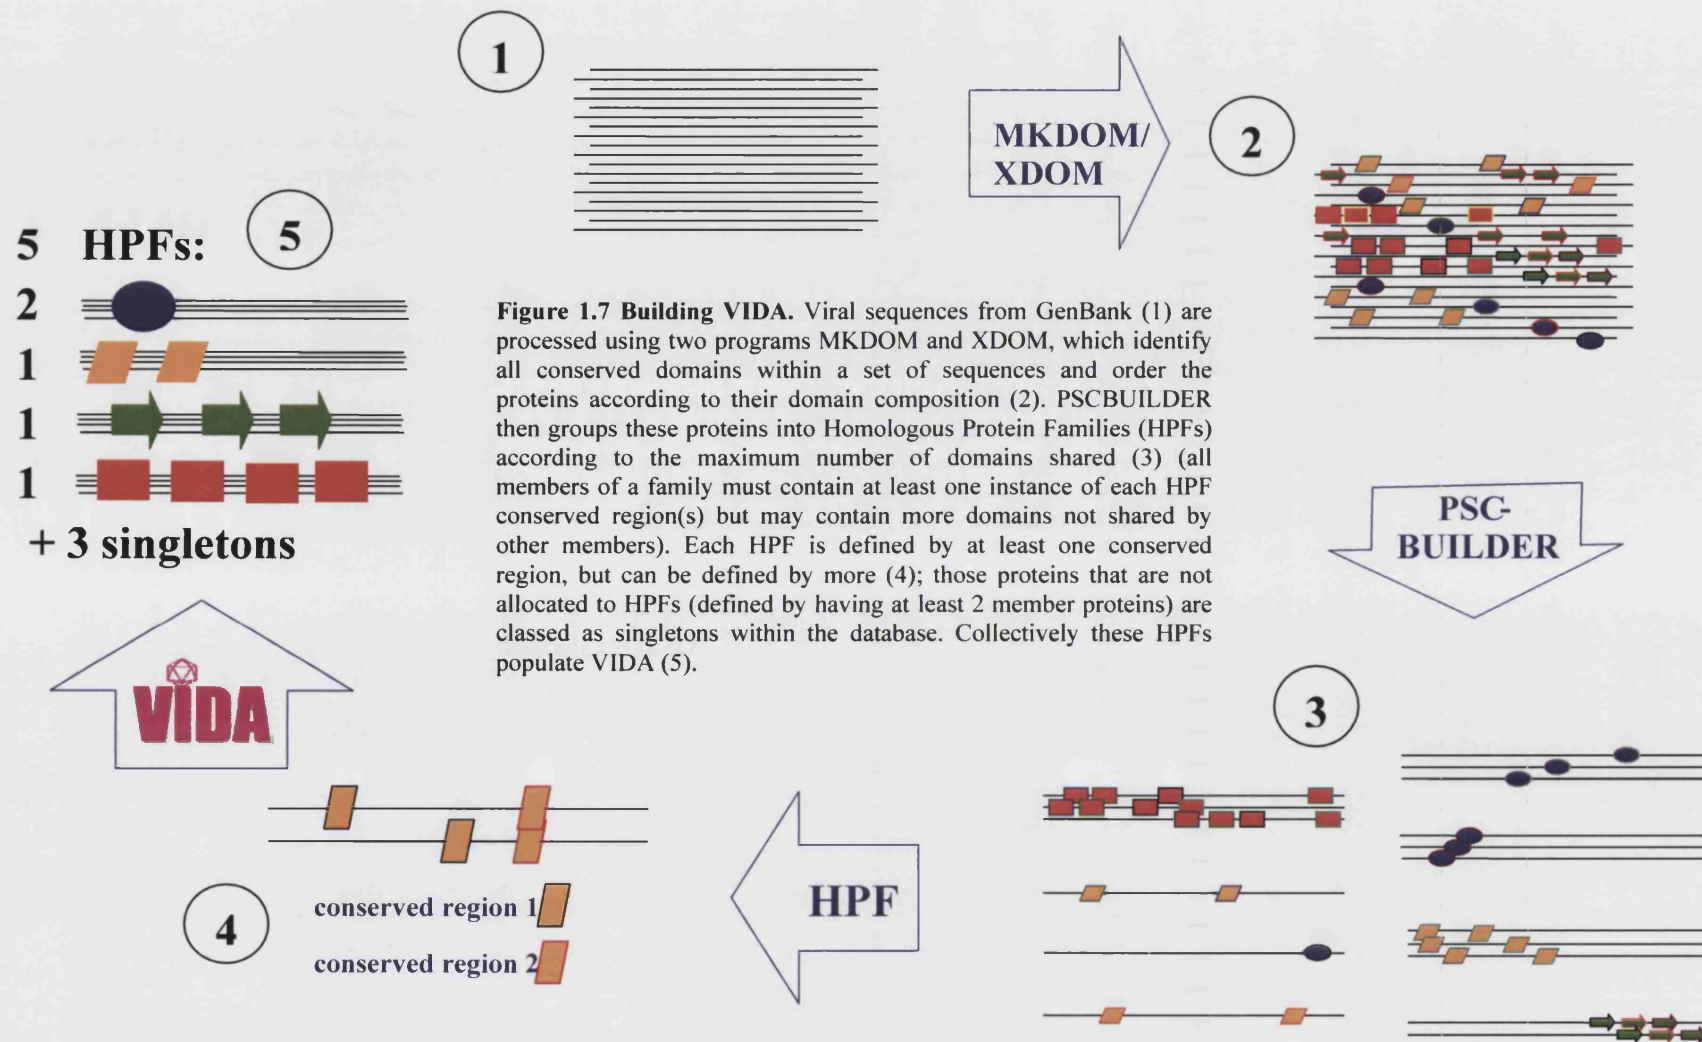 1
MKDOM/
XDOM
2
5 HPFs:
5
2
1
1
1
+ 3 singletons
Figure 1.7 Building VIDA. Viral sequences from GenBank (1) are
processed using two programs MKDOM and XDOM, which identify
all conserved domains within a set of sequences and order the
proteins according to their domain composition (2). PSCBUILDER
then groups these proteins into Homologous Protein Families (HPFs)
according to the maximum number of domains shared (3) (all
members of a family must contain at least one instance of each HPF
conserved region(s) but may contain more domains not shared by
other members). Each HPF is defined by at least one conserved
region, but can be defined by more (4); those proteins that are not
allocated to HPFs (defined by having at least 2 member proteins) are
classed as singletons within the database. Collectively these HPFs
populate VIDA (5).
PSC-
BUILDER
VIDA
3
HPF
4
conserved region 1
conserved region 2